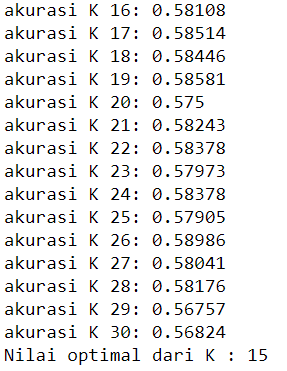 akurasi K 16: 0.58108
akurasi K 17: 0.58514
akurasi K 18: 0.58446
akurasi K 19: 0.58581
akurasi K 20: 0.575
akurasi K 21: 0.58243
akurasi K 22: 0.58378
akurasi K 23: 0.57973
akurasi K 24: 0.58378
akurasi K 25: 0.57905
akurasi K 26: 0.58986
akurasi K 27: 0.58041
akurasi K 28: 0.58176
akurasi K 29: 0.56757
akurasi K 30: 0.56824
Nilai optimal dari K : 15